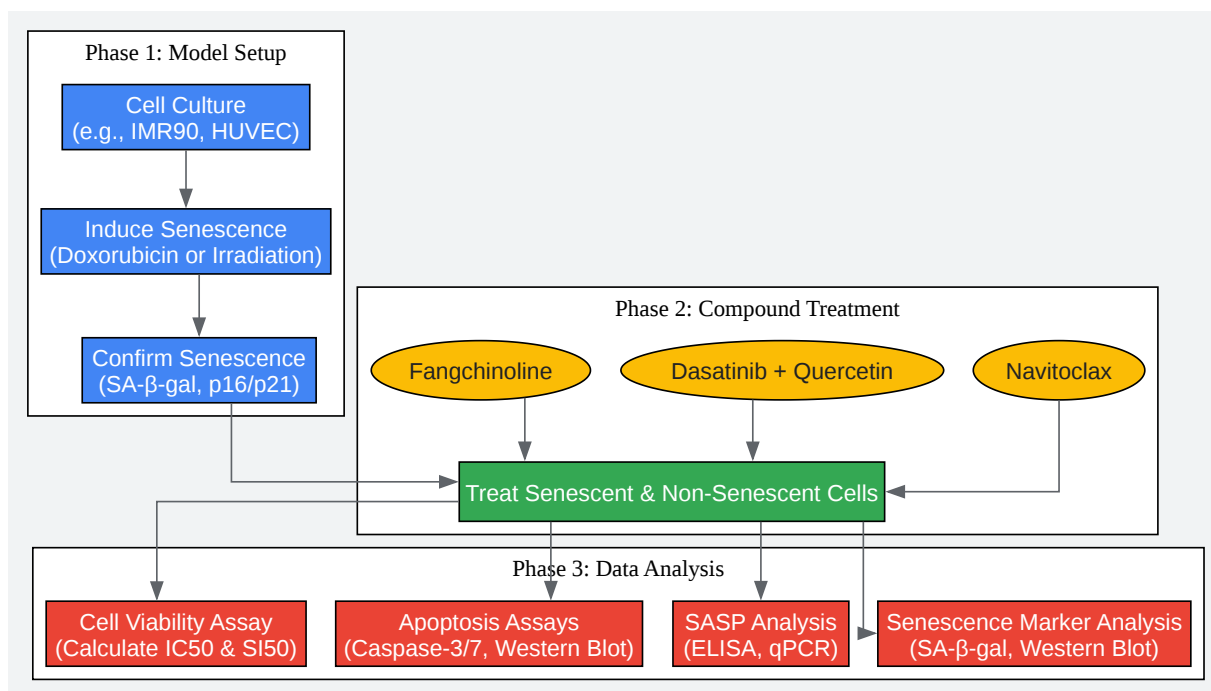 Phase 1: Model Setup
Cell Culture
(e.g., IMR90, HUVEC)
Induce Senescence
(Doxorubicin or Irradiation)
Confirm Senescence
(SA-β-gal, p16/p21)
Phase 2: Compound Treatment
Fangchinoline
Dasatinib + Quercetin
Navitoclax
Treat Senescent & Non-Senescent Cells
Phase 3: Data Analysis
Cell Viability Assay
(Calculate IC50 & SI50)
Apoptosis Assays
(Caspase-3/7, Western Blot)
SASP Analysis
(ELISA, qPCR)
Senescence Marker Analysis
(SA-β-gal, Western Blot)